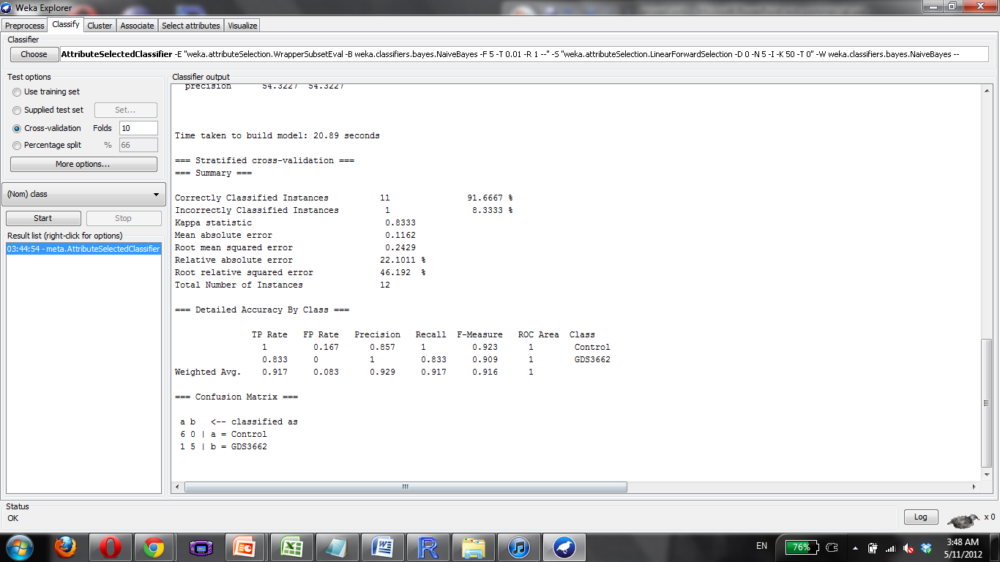 Weka Explorer
Preprocess Classify Cluster Associate Select attributes Visualize
Classifier
Choose AttributeSelectedClassifier -E "weka.attributeSelection.WrapperSubsetEval -B weka.classifiers.bayes.NaiveBayes -F 5 -T 0.01 -R 1 --" -S "weka.attributeSelection.LinearForwardSelection -D 0 -N 5 -I -K 50 -T 0" -W weka.classifiers.bayes.NaiveBayes --
Test options
Use training set
Supplied test set Set...
Cross-validation Folds 10
Percentage split % 66
More options...
(Nom) class
Start Stop
Result list (right-click for options)
03:44:54 - meta.AttributeSelectedClassifier
Classifier output
precision 54.3227 54.3227
Time taken to build model: 20.89 seconds
=== Stratified cross-validation ===
=== Summary ===
Correctly Classified Instances 11 91.6667 %
Incorrectly Classified Instances 1 8.3333 %
Kappa statistic 0.8333
Mean absolute error 0.1162
Root mean squared error 0.2429
Relative absolute error 22.1011 %
Root relative squared error 46.192 %
Total Number of Instances 12
=== Detailed Accuracy By Class ===
TP Rate FP Rate Precision Recall F-Measure ROC Area Class
1 0.167 0.857 1 0.923 1 Control
0.833 0 1 0.833 0.909 1 GDS3662
Weighted Avg. 0.917 0.083 0.929 0.917 0.916 1
=== Confusion Matrix ===
a b <-- classified as
6 0 | a = Control
1 5 | b = GDS3662
Status
OK
Log x 0
EN 76% 3:48 AM
5/11/2012